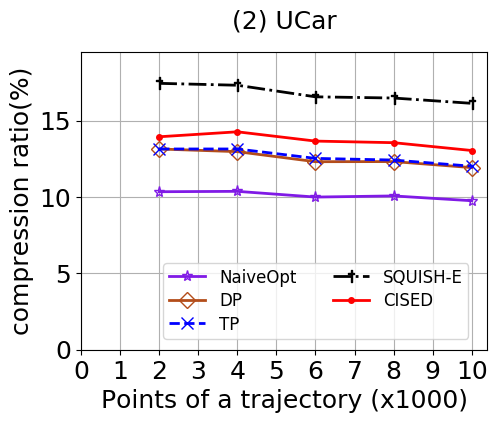 (2) UCar
compression ratio(%)
15
10
5
0
NaiveOpt
DP
TP
SQUISH-E
CISED
0 1 2 3 4 5 6 7 8 9 10
Points of a trajectory (x1000)